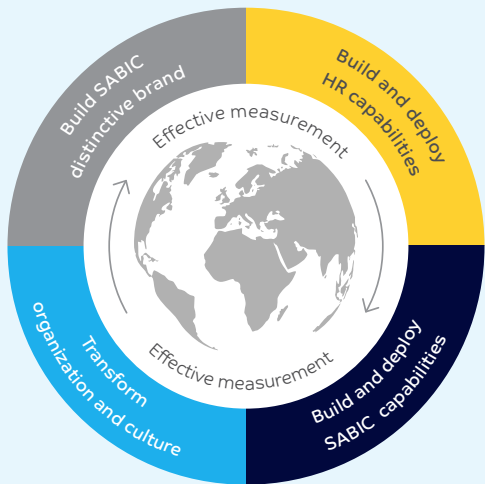 Build SABIC
distinctive brand
Build and deploy
HR capabilities
Effective measurement
Effective measurement
Transform
organization and culture
Build and deploy
SABIC capabilities